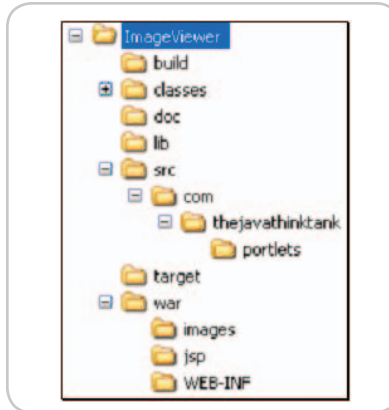 ImageViewer
build
classes
doc
lib
src
com
thejavathinktank
portlets
target
war
images
jsp
WEB-INF